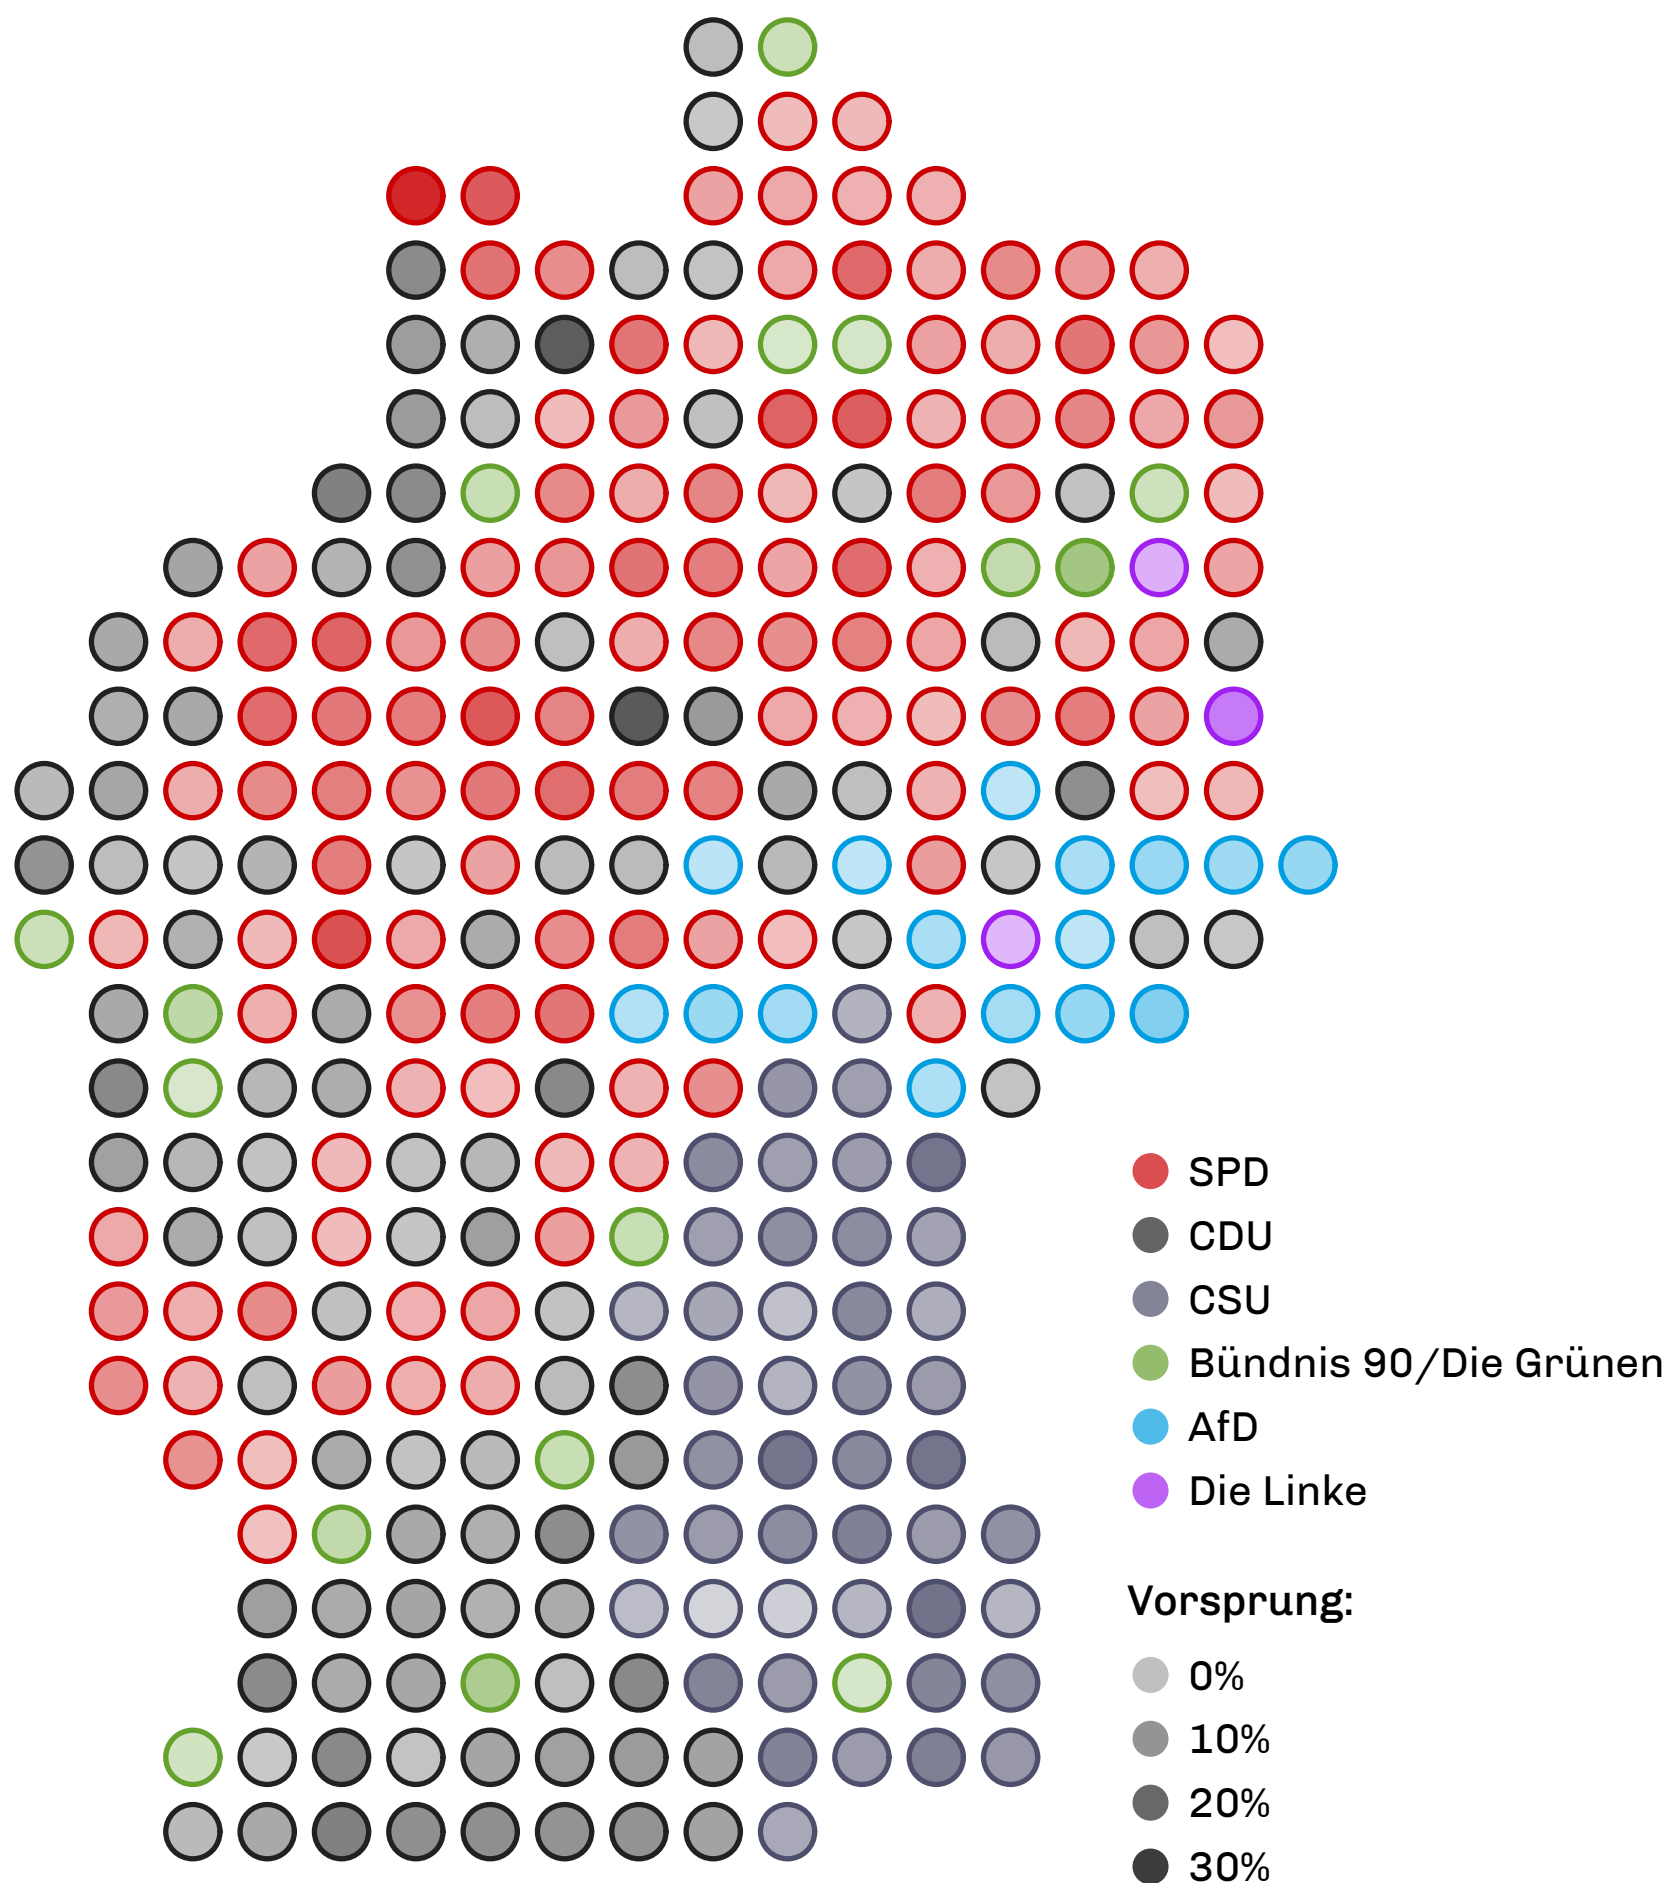 SPD
CDU
CSU
Bündnis 90/Die Grünen
AfD
Die Linke
Vorsprung:
0%
10%
20%
30%